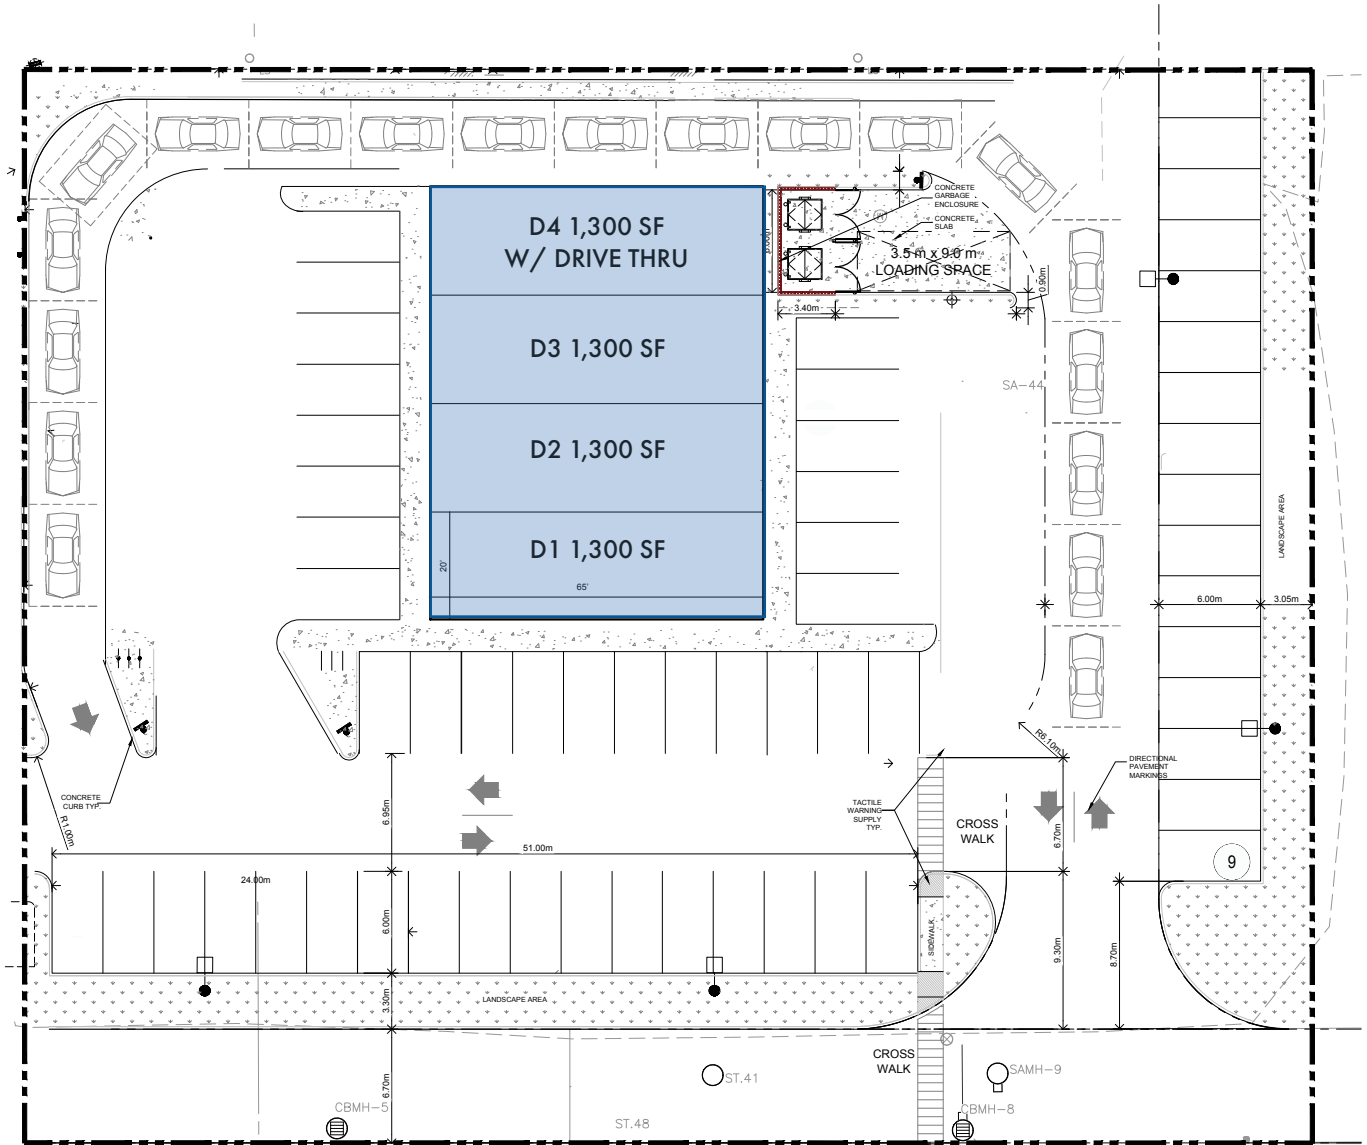 D4 1,300 SF
W/ DRIVE THRU
D3 1,300 SF
D2 1,300 SF
D1 1,300 SF
20'
65'
CONCRETE
GARBAGE
ENCLOSURE
CONCRETE
SLAB
3.5 m x 9.0 m
LOADING SPACE
3.40m
0.90m
SA-44
LANDSCAPE AREA
6.00m
3.05m
R6.10m
DIRECTIONAL
PAVEMENT
MARKINGS
CONCRETE
CURB TYP.
R1.00m
6.95m
TACTILE
WARNING
SUPPLY
TYP.
CROSS
WALK
6.70m
51.00m
24.00m
9
6.00m
SIDEWALK
9.30m
8.70m
3.30m
LANDSCAPE AREA
CROSS
WALK
6.70m
ST.41
SAMH-9
CBMH-5
CBMH-8
ST.48